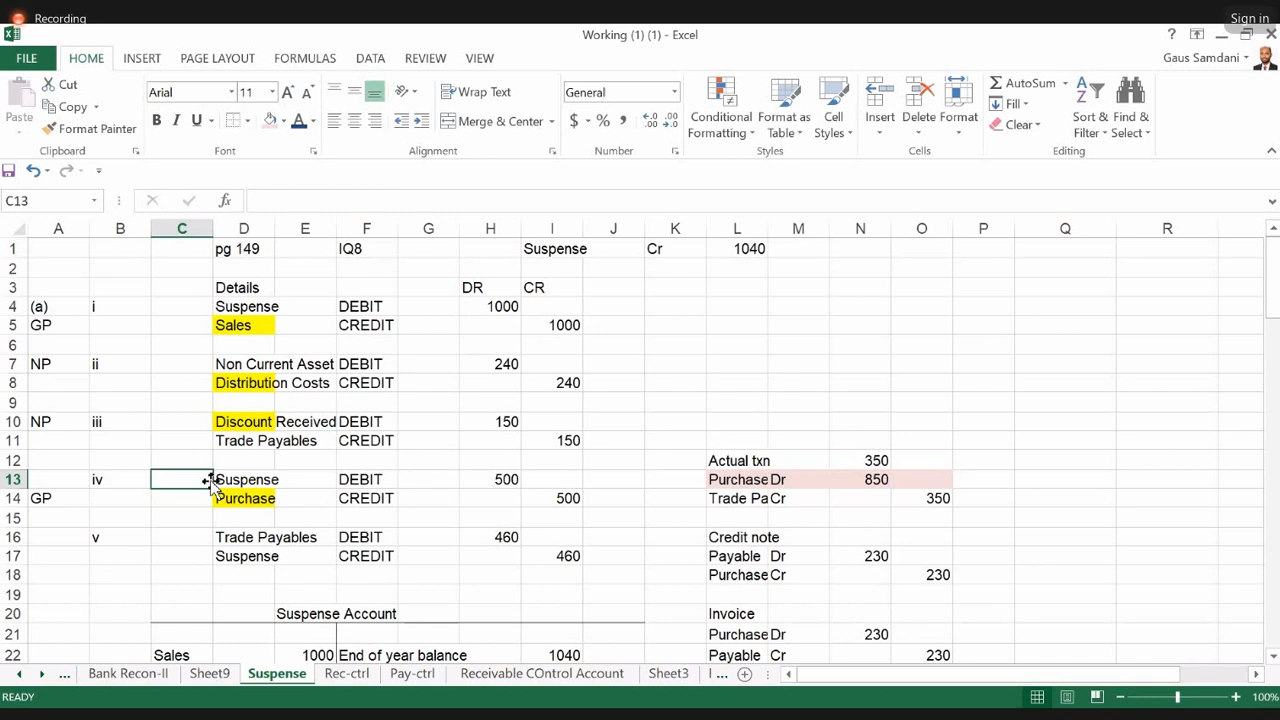 Recording
Sign in
Working (1) (1) - Excel
FILE HOME INSERT PAGE LAYOUT FORMULAS DATA REVIEW VIEW
Gaus Samdani
Paste
Cut
Copy
Format Painter
Clipboard
Arial 11
B I U
Font
Wrap Text
Merge & Center
Alignment
General
$ % ,
Number
Conditional Formatting
Format as Table
Cell Styles
Styles
Insert Delete Format
Cells
AutoSum
Fill
Clear
Sort & Filter
Find & Select
Editing
C13
fx
A B C D E F G H I J K L M N O P Q R
1 pg 149 IQ8 Suspense Cr 1040
2
3 Details DR CR
4 (a) i Suspense DEBIT 1000
5 GP Sales CREDIT 1000
6
7 NP ii Non Current Asset DEBIT 240
8 Distribution Costs CREDIT 240
9
10 NP iii Discount Received DEBIT 150
11 Trade Payables CREDIT 150
12 Actual txn 350
13 iv Suspense DEBIT 500 Purchase Dr 850
14 GP Purchase CREDIT 500 Trade Pa Cr 350
15
16 v Trade Payables DEBIT 460 Credit note
17 Suspense CREDIT 460 Payable Dr 230
18 Purchase Cr 230
19
20 Suspense Account Invoice
21 Purchase Dr 230
22 Sales 1000 End of year balance 1040 Payable Cr 230
... Bank Recon-II Sheet9 Suspense Rec-ctrl Pay-ctrl Receivable COntrol Account Sheet3 ...
READY
100%